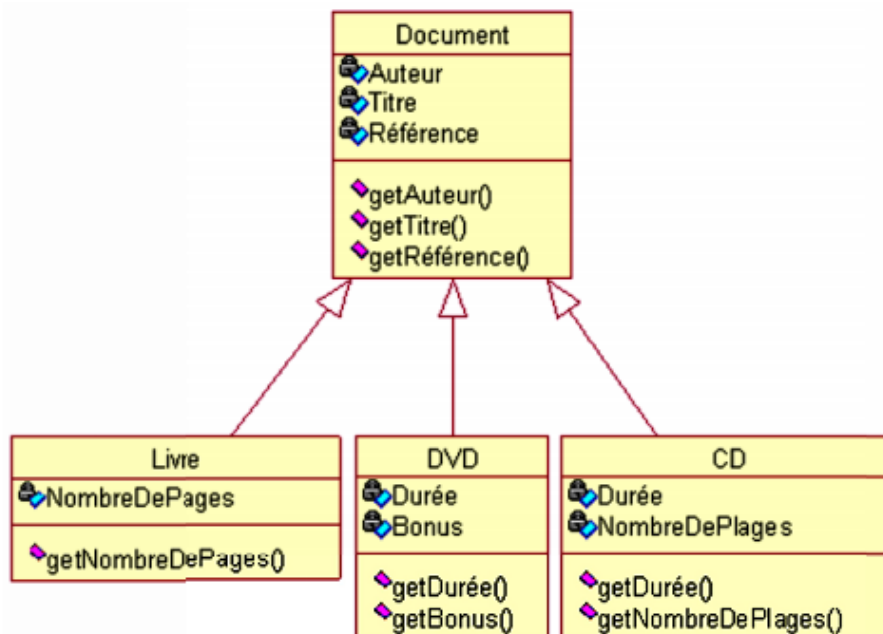 Document
Auteur
Titre
Référence
getAuteur()
getTitre()
getRéférence()
Livre
NombreDePages
getNombreDePages()
DVD
Durée
Bonus
getDurée()
getBonus()
CD
Durée
NombreDePlages
getDurée()
getNombreDePlages()